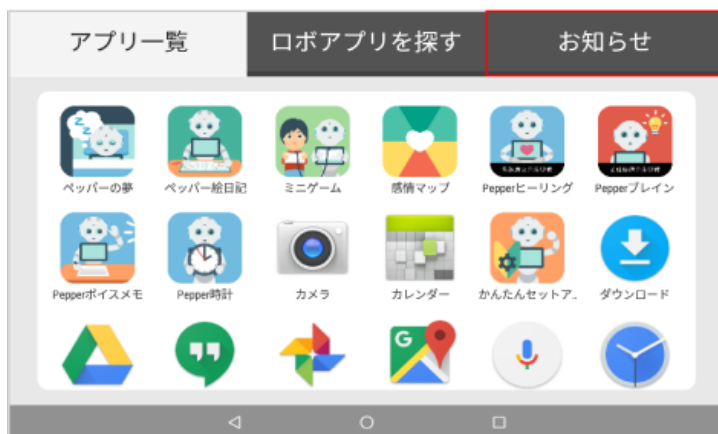 アプリ一覧
ロボアプリを探す
お知らせ
ペッパーの夢
ペッパー絵日記
ミニゲーム
感情マップ
Pepperヒーリング
Pepperブレイン
Pepperボイスメモ
Pepper時計
カメラ
カレンダー
かんたんセットア..
ダウンロード
G